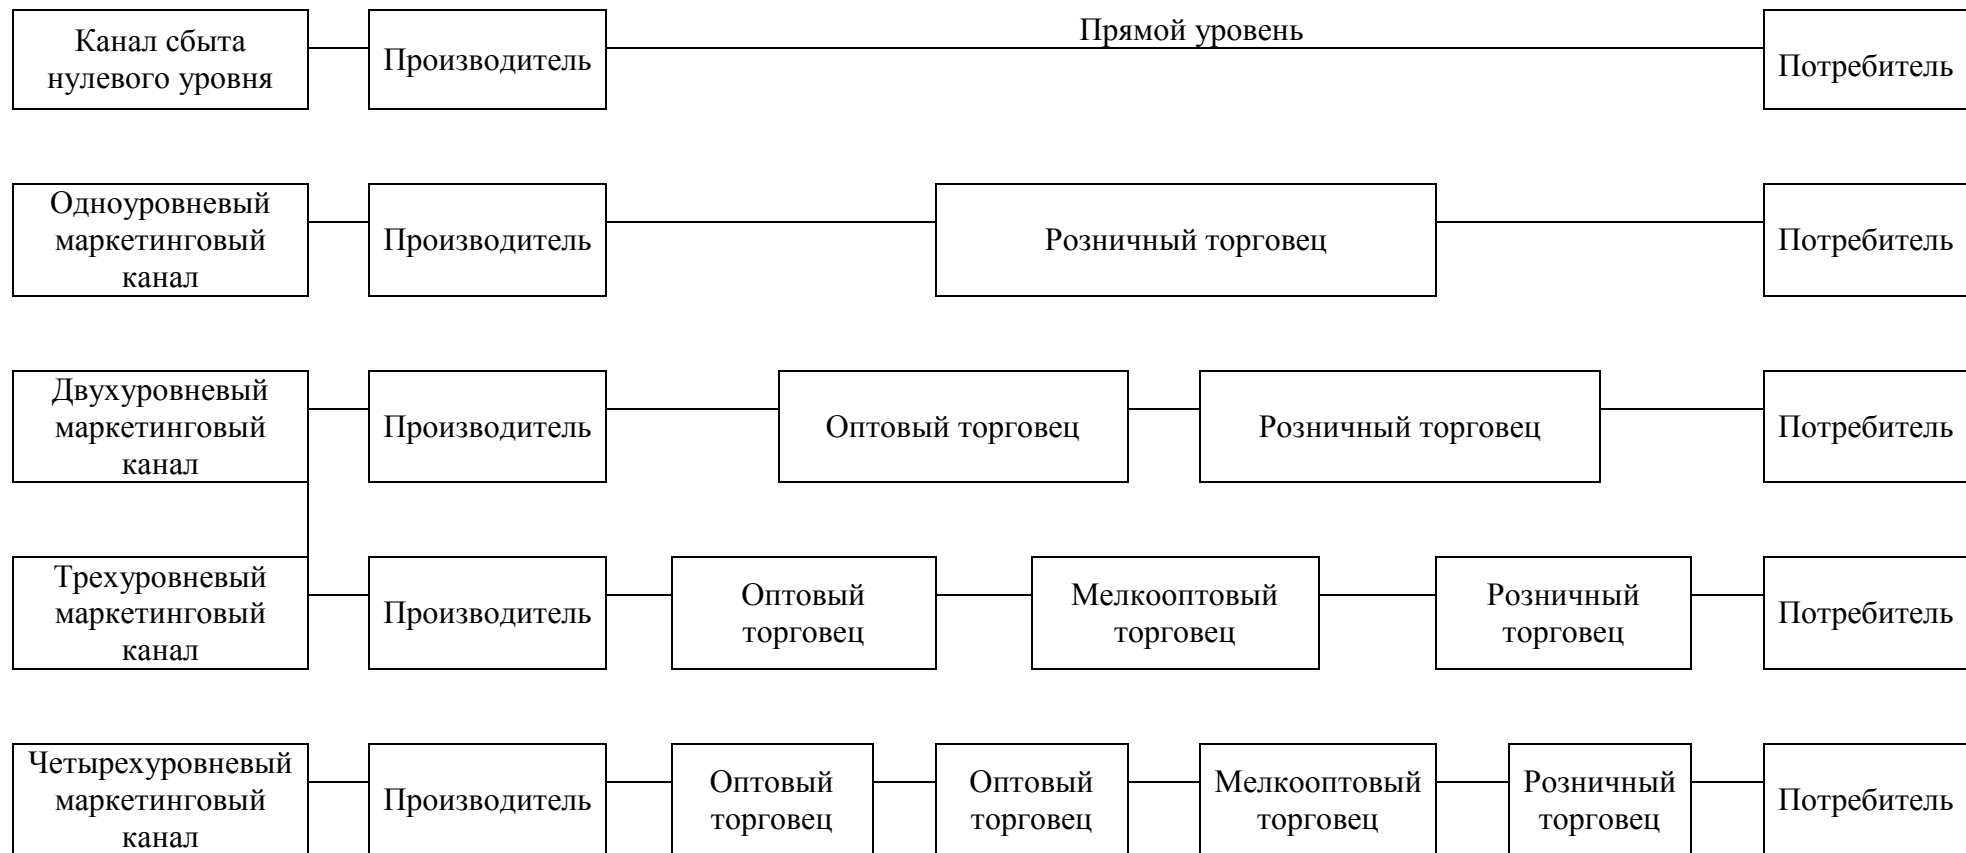 Канал сбыта
нулевого уровня
Производитель
Прямой уровень
Потребитель
Одноуровневый
маркетинговый
канал
Производитель
Розничный торговец
Потребитель
Двухуровневый
маркетинговый
канал
Производитель
Оптовый торговец
Розничный торговец
Потребитель
Трехуровневый
маркетинговый
канал
Производитель
Оптовый
торговец
Мелкооптовый
торговец
Розничный
торговец
Потребитель
Четырехуровневый
маркетинговый
канал
Производитель
Оптовый
торговец
Оптовый
торговец
Мелкооптовый
торговец
Розничный
торговец
Потребитель